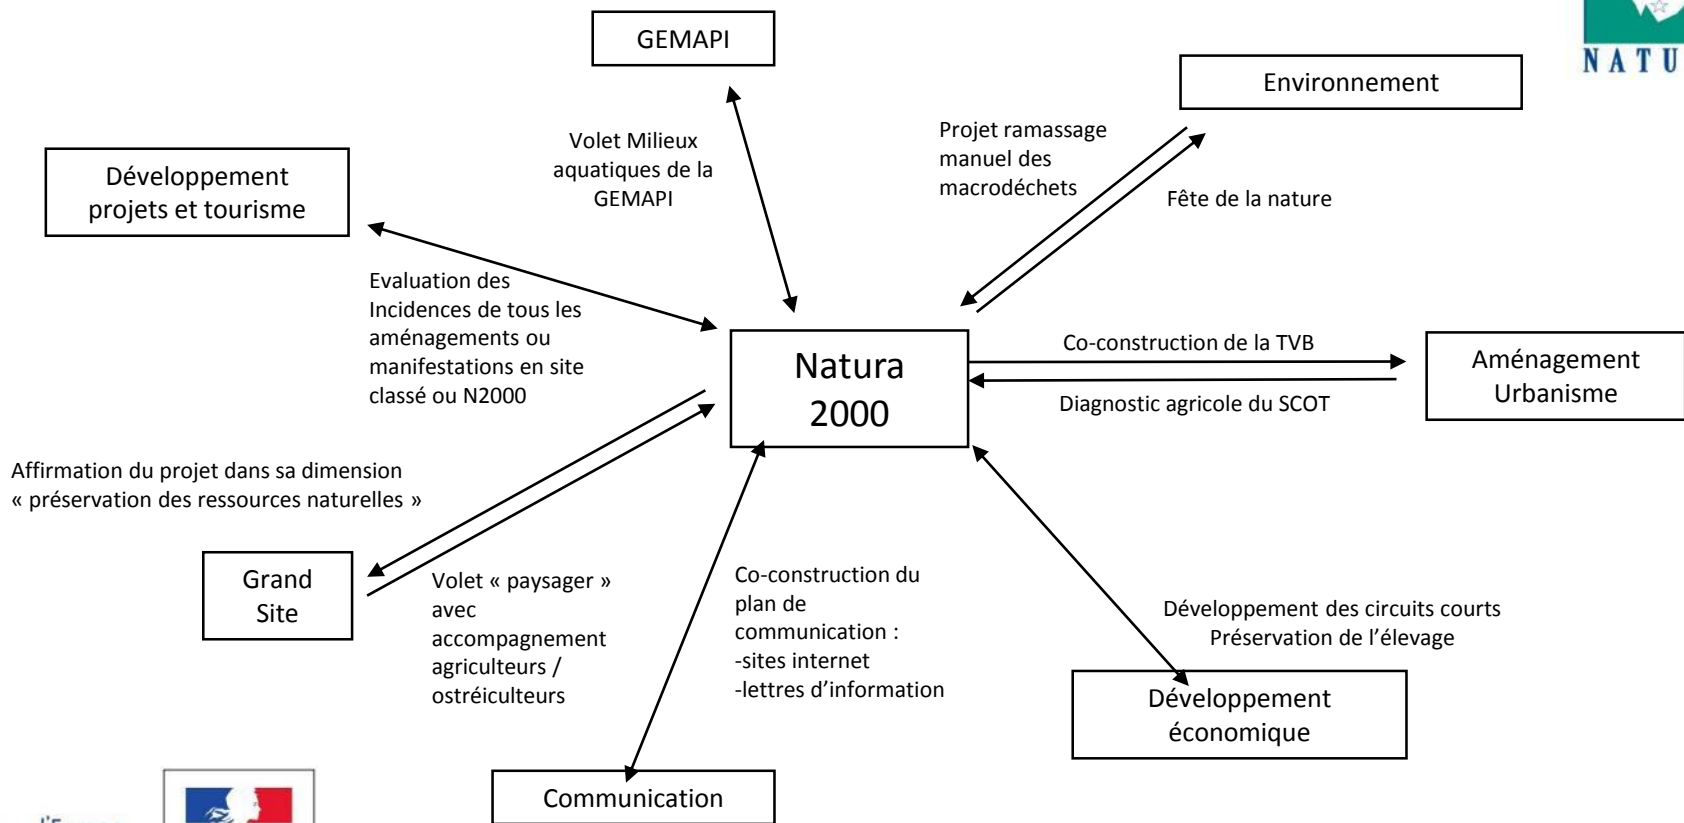 GEMAPI
NATU
Environnement
Volet Milieux
aquatiques de la
GEMAPI
Projet ramassage
manuel des
macrodéchets
Fête de la nature
Développement
projets et tourisme
Evaluation des
Incidences de tous les
aménagements ou
manifestations en site
classé ou N2000
Natura
2000
Co-construction de la TVB
Diagnostic agricole du SCOT
Aménagement
Urbanisme
Affirmation du projet dans sa dimension
« préservation des ressources naturelles »
Grand
Site
Volet « paysager »
avec
accompagnement
agriculteurs /
ostréiculteurs
Co-construction du
plan de
communication :
-sites internet
-lettres d'information
Développement des circuits courts
Préservation de l'élevage
Développement
économique
Communication